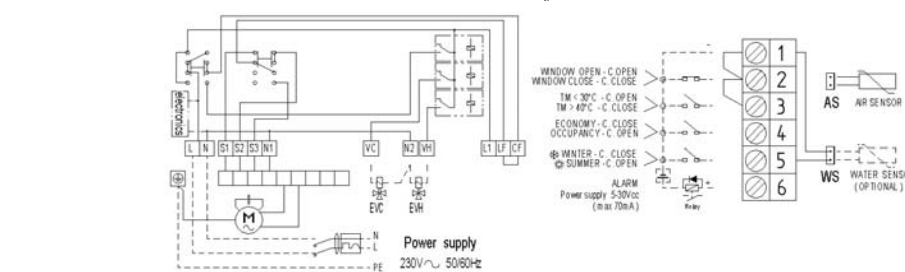 electronics
L N S1 S2 S3 N1 VC N2 VH L1 LF CF
EVC EVH
M
N
L
PE
Power supply
230V~ 50/60Hz
WINDOW OPEN - C.OPEN
WINDOW CLOSE - C.CLOSE
TM < 30°C - C.OPEN
TM > 40°C - C.CLOSE
ECONOMY - C.CLOSE
OCCUPANCY - C.OPEN
WINTER - C.CLOSE
SUMMER - C.OPEN
ALARM
Power supply 5-30Vcc
(max 70mA)
Relay
- +
1
2
3
4
5
6
AS AIR SENSOR
WS WATER SENS
(OPTIONAL)